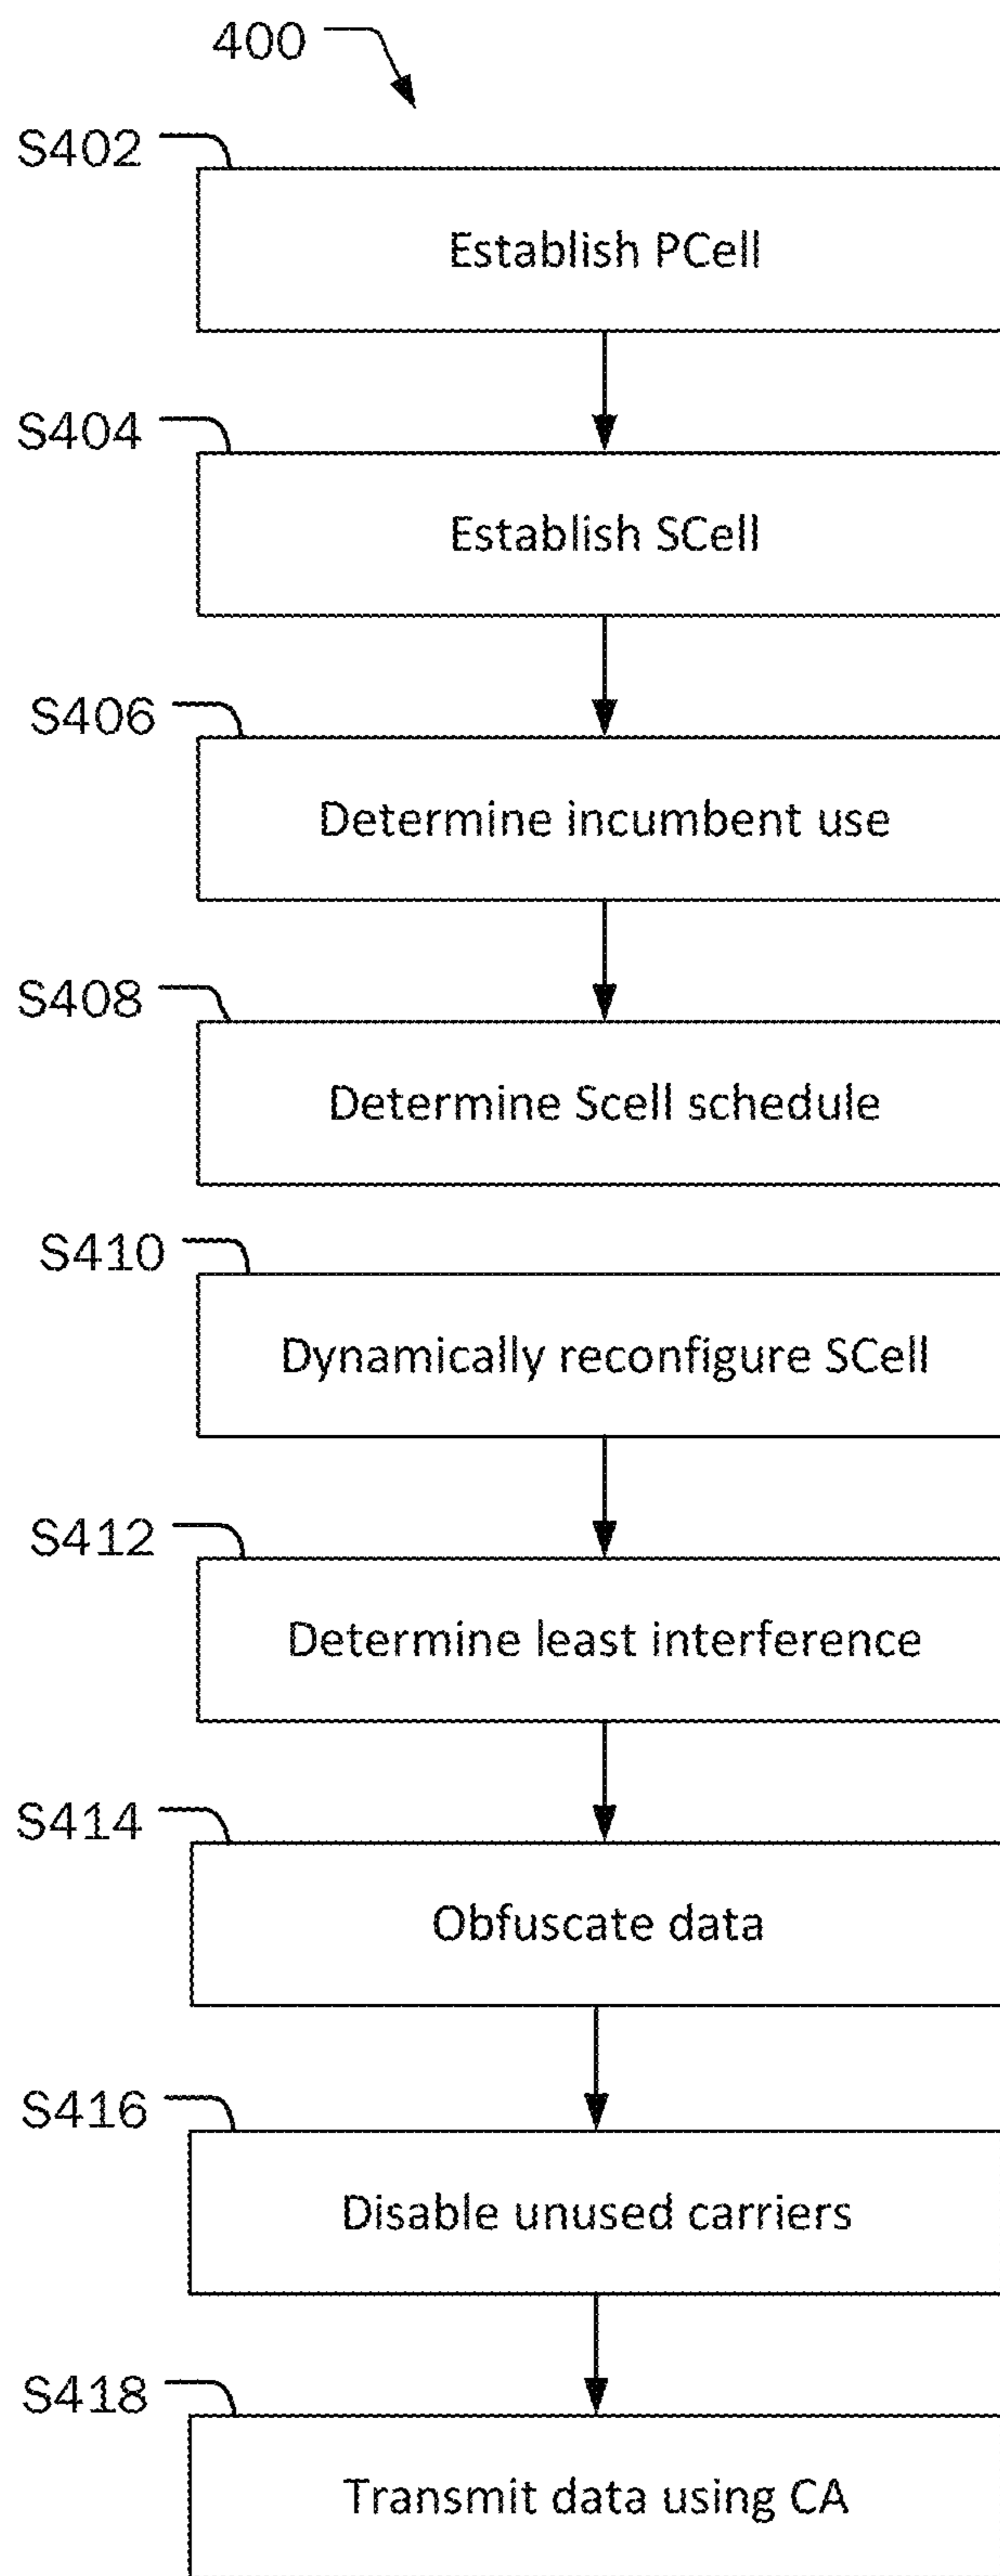 400
S402
Establish PCell
S404
Establish SCell
S406
Determine incumbent use
S408
Determine Scell schedule
S410
Dynamically reconfigure SCell
S412
Determine least interference
S414
Obfuscate data
S416
Disable unused carriers
S418
Transmit data using CA